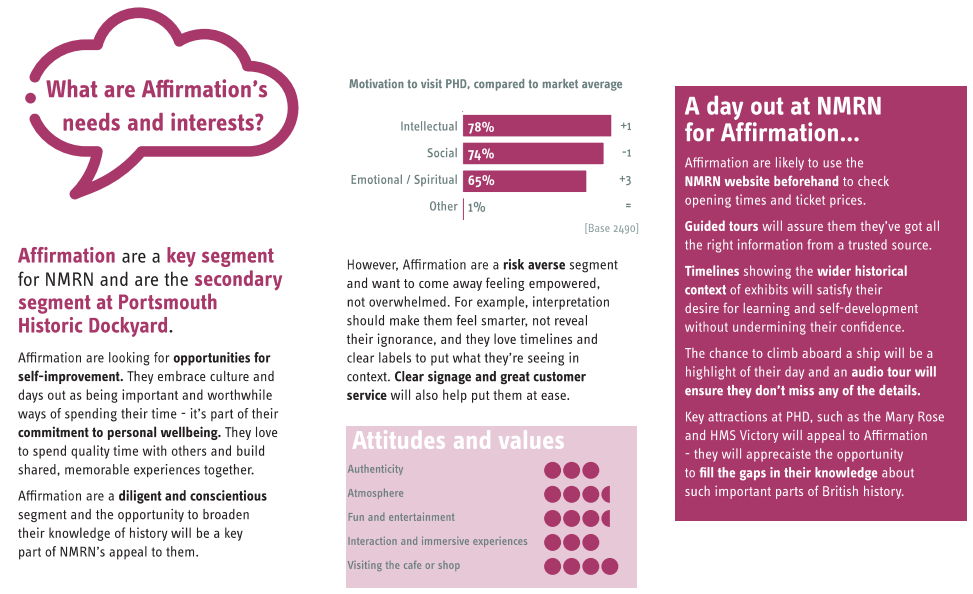 What are Affirmation's
needs and interests?
Affirmation are a key segment
for NMRN and are the secondary
segment at Portsmouth
Historic Dockyard.
Affirmation are looking for opportunities for
self-improvement. They embrace culture and
days out as being important and worthwhile
ways of spending their time - it's part of their
commitment to personal wellbeing. They love
to spend quality time with others and build
shared, memorable experiences together.
Affirmation are a diligent and conscientious
segment and the opportunity to broaden
their knowledge of history will be a key
part of NMRN's appeal to them.
Motivation to visit PHD, compared to market average
Intellectual 78% +1
Social 74% -1
Emotional / Spiritual 65% +3
Other 1% =
[Base 2490]
However, Affirmation are a risk averse segment
and want to come away feeling empowered,
not overwhelmed. For example, interpretation
should make them feel smarter, not reveal
their ignorance, and they love timelines and
clear labels to put what they're seeing in
context. Clear signage and great customer
service will also help put them at ease.
Attitudes and values
Authenticity
Atmosphere
Fun and entertainment
Interaction and immersive experiences
Visiting the cafe or shop
A day out at NMRN
for Affirmation...
Affirmation are likely to use the
NMRN website beforehand to check
opening times and ticket prices.
Guided tours will assure them they've got all
the right information from a trusted source.
Timelines showing the wider historical
context of exhibits will satisfy their
desire for learning and self-development
without undermining their confidence.
The chance to climb aboard a ship will be a
highlight of their day and an audio tour will
ensure they don't miss any of the details.
Key attractions at PHD, such as the Mary Rose
and HMS Victory will appeal to Affirmation
- they will apprecaiste the opportunity
to fill the gaps in their knowledge about
such important parts of British history.